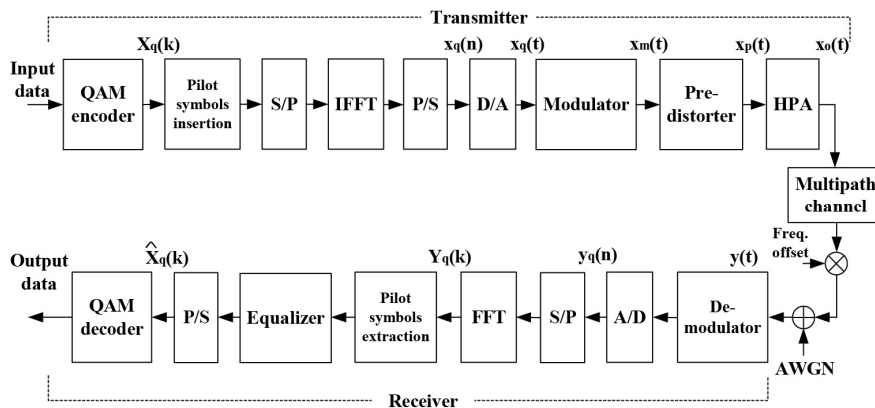 Transmitter
Xq(k)
xq(n)
xq(t)
xm(t)
xp(t)
xo(t)
Input
data
QAM
encoder
Pilot
symbols
insertion
S/P
IFFT
P/S
D/A
Modulator
Pre-
distorter
HPA
Multipath
channel
Freq.
offset
Output
data
X̂q(k)
Yq(k)
yq(n)
y(t)
QAM
decoder
P/S
Equalizer
Pilot
symbols
extraction
FFT
S/P
A/D
De-
modulator
AWGN
Receiver